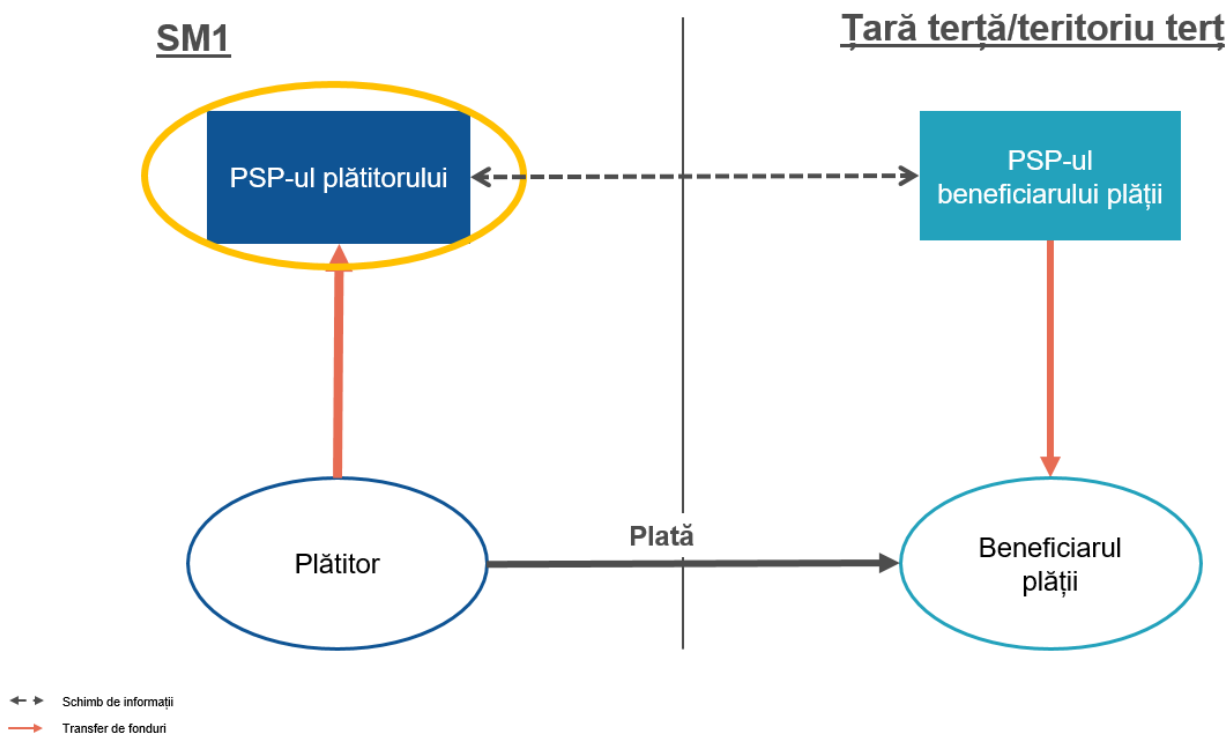 SM1
Țară terță/teritoriu terț
PSP-ul plătitorului
PSP-ul
beneficiarului plății
Plată
Plătitor
Beneficiarul
plății
Schimb de informații
Transfer de fonduri